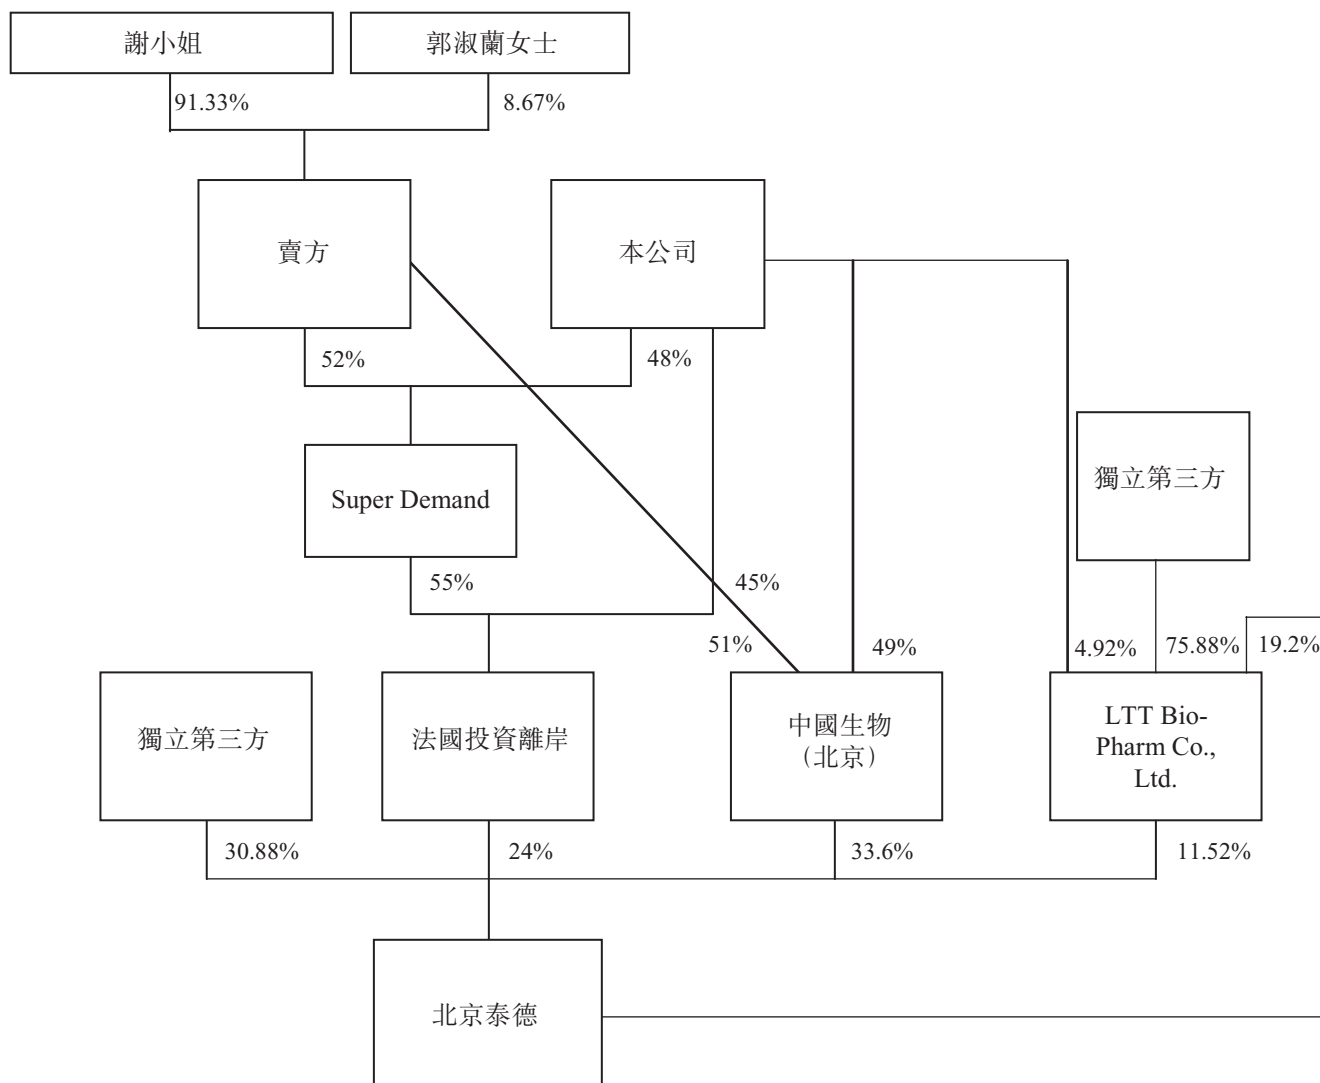 謝小姐
郭淑蘭女士
91.33%
8.67%
賣方
本公司
52%
48%
Super Demand
獨立第三方
55%
45%
51%
49%
4.92%
75.88%
19.2%
獨立第三方
法國投資離岸
中國生物
（北京）
LTT Bio-
Pharm Co.,
Ltd.
30.88%
24%
33.6%
11.52%
北京泰德